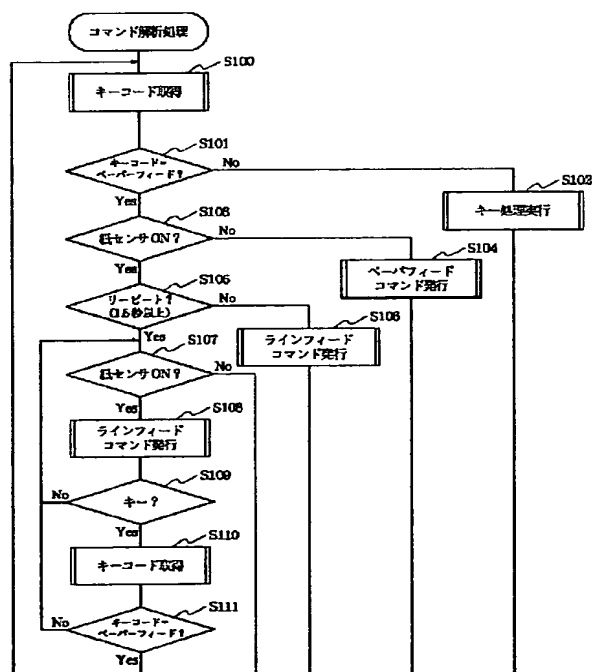 コマンド解析処理
S100
キーコード取得
S101
キーコード=
ペーパーフィード?
No
Yes
S102
キー処理実行
S103
紙センサON?
No
Yes
S104
ペーパフィード
コマンド発行
S105
リーピート?
(1.5秒以上)
No
Yes
S106
ラインフィード
コマンド発行
S107
紙センサON?
No
Yes
S108
ラインフィード
コマンド発行
S109
キー?
No
Yes
S110
キーコード取得
S111
キーコード=
ペーパーフィード?
No
Yes